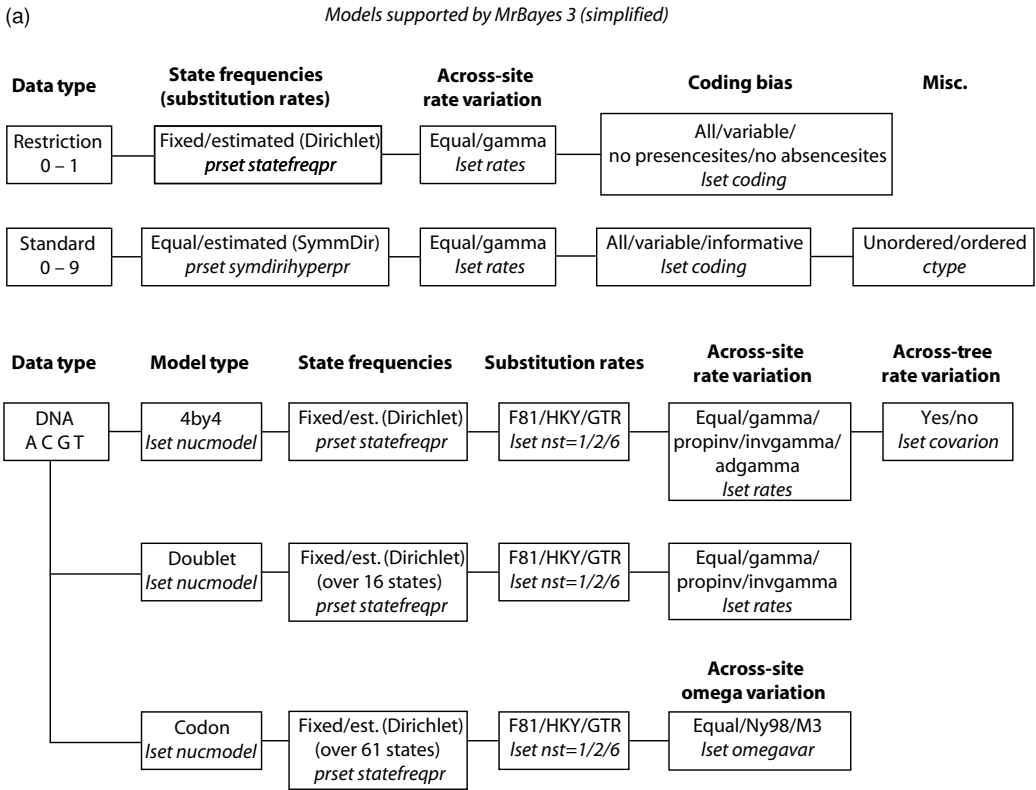 (a)
Models supported by MrBayes 3 (simplified)
Data type
State frequencies
(substitution rates)
Across-site
rate variation
Coding bias
Misc.
Restriction
0 – 1
Fixed/estimated (Dirichlet)
prset statefreqpr
Equal/gamma
lset rates
All/variable/
no presencesites/no absencesites
lset coding
Standard
0 – 9
Equal/estimated (SymmDir)
prset symdirihyperpr
Equal/gamma
lset rates
All/variable/informative
lset coding
Unordered/ordered
ctype
Data type
Model type
State frequencies
Substitution rates
Across-site
rate variation
Across-tree
rate variation
DNA
A C G T
4by4
lset nucmodel
Fixed/est. (Dirichlet)
prset statefreqpr
F81/HKY/GTR
lset nst=1/2/6
Equal/gamma/
propinv/invgamma/
adgamma
lset rates
Yes/no
lset covarion
Doublet
lset nucmodel
Fixed/est. (Dirichlet)
(over 16 states)
prset statefreqpr
F81/HKY/GTR
lset nst=1/2/6
Equal/gamma/
propinv/invgamma
lset rates
Across-site
omega variation
Codon
lset nucmodel
Fixed/est. (Dirichlet)
(over 61 states)
prset statefreqpr
F81/HKY/GTR
lset nst=1/2/6
Equal/Ny98/M3
lset omegavar